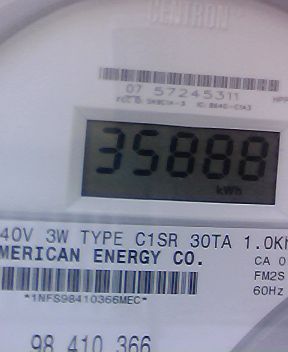 CENTRON
07 57245311
35888
kWh
40V 3W TYPE C1SR 30TA 1.0Kh
MERICAN ENERGY CO.
CA 0
FM2S
60Hz
*1NFS98410366MEC*
98 410 366